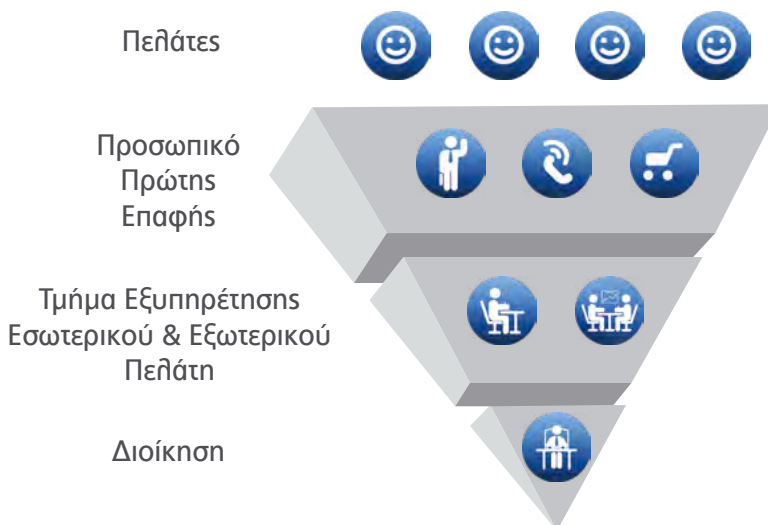 Πελάτες
Προσωπικό
Πρώτης
Επαφής
Τμήμα Εξυπηρέτησης
Εσωτερικού & Εξωτερικού
Πελάτη
Διοίκηση